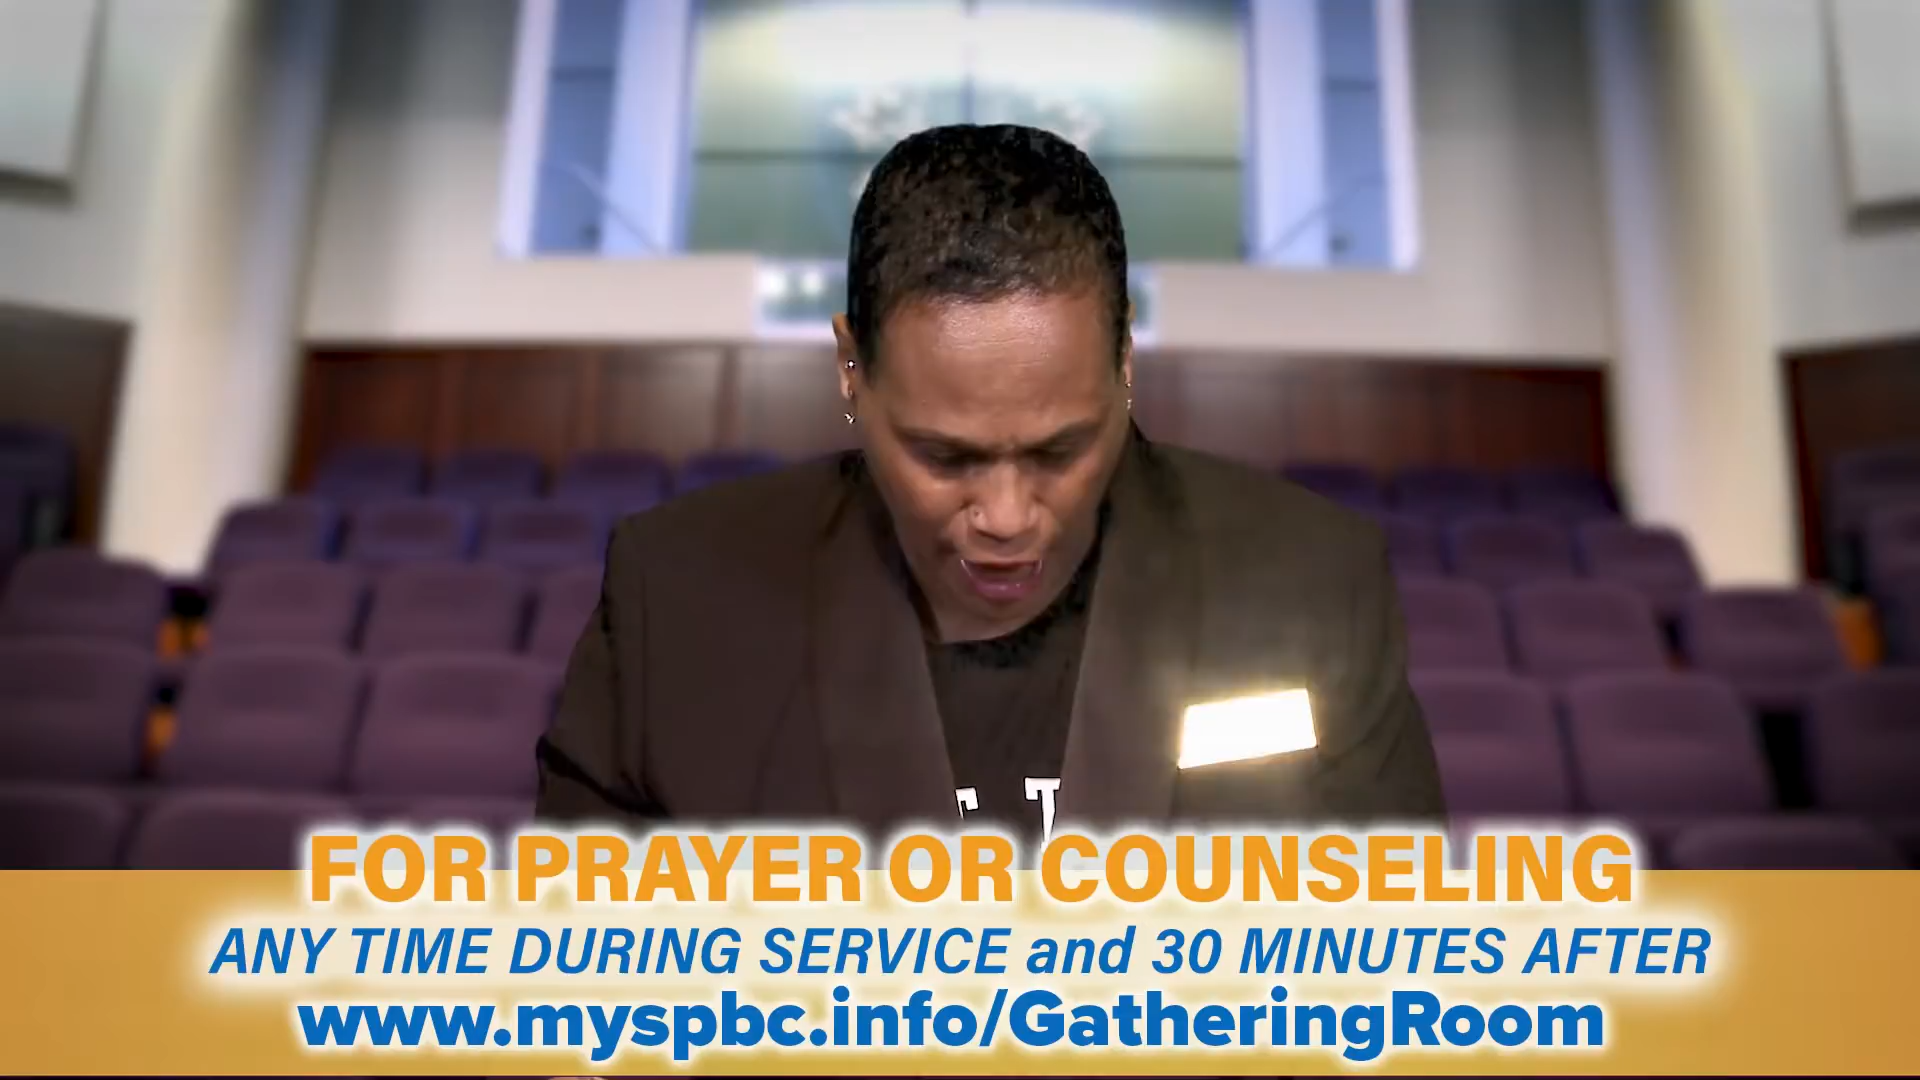 FOR PRAYER OR COUNSELING
ANY TIME DURING SERVICE and 30 MINUTES AFTER
www.myspbc.info/GatheringRoom